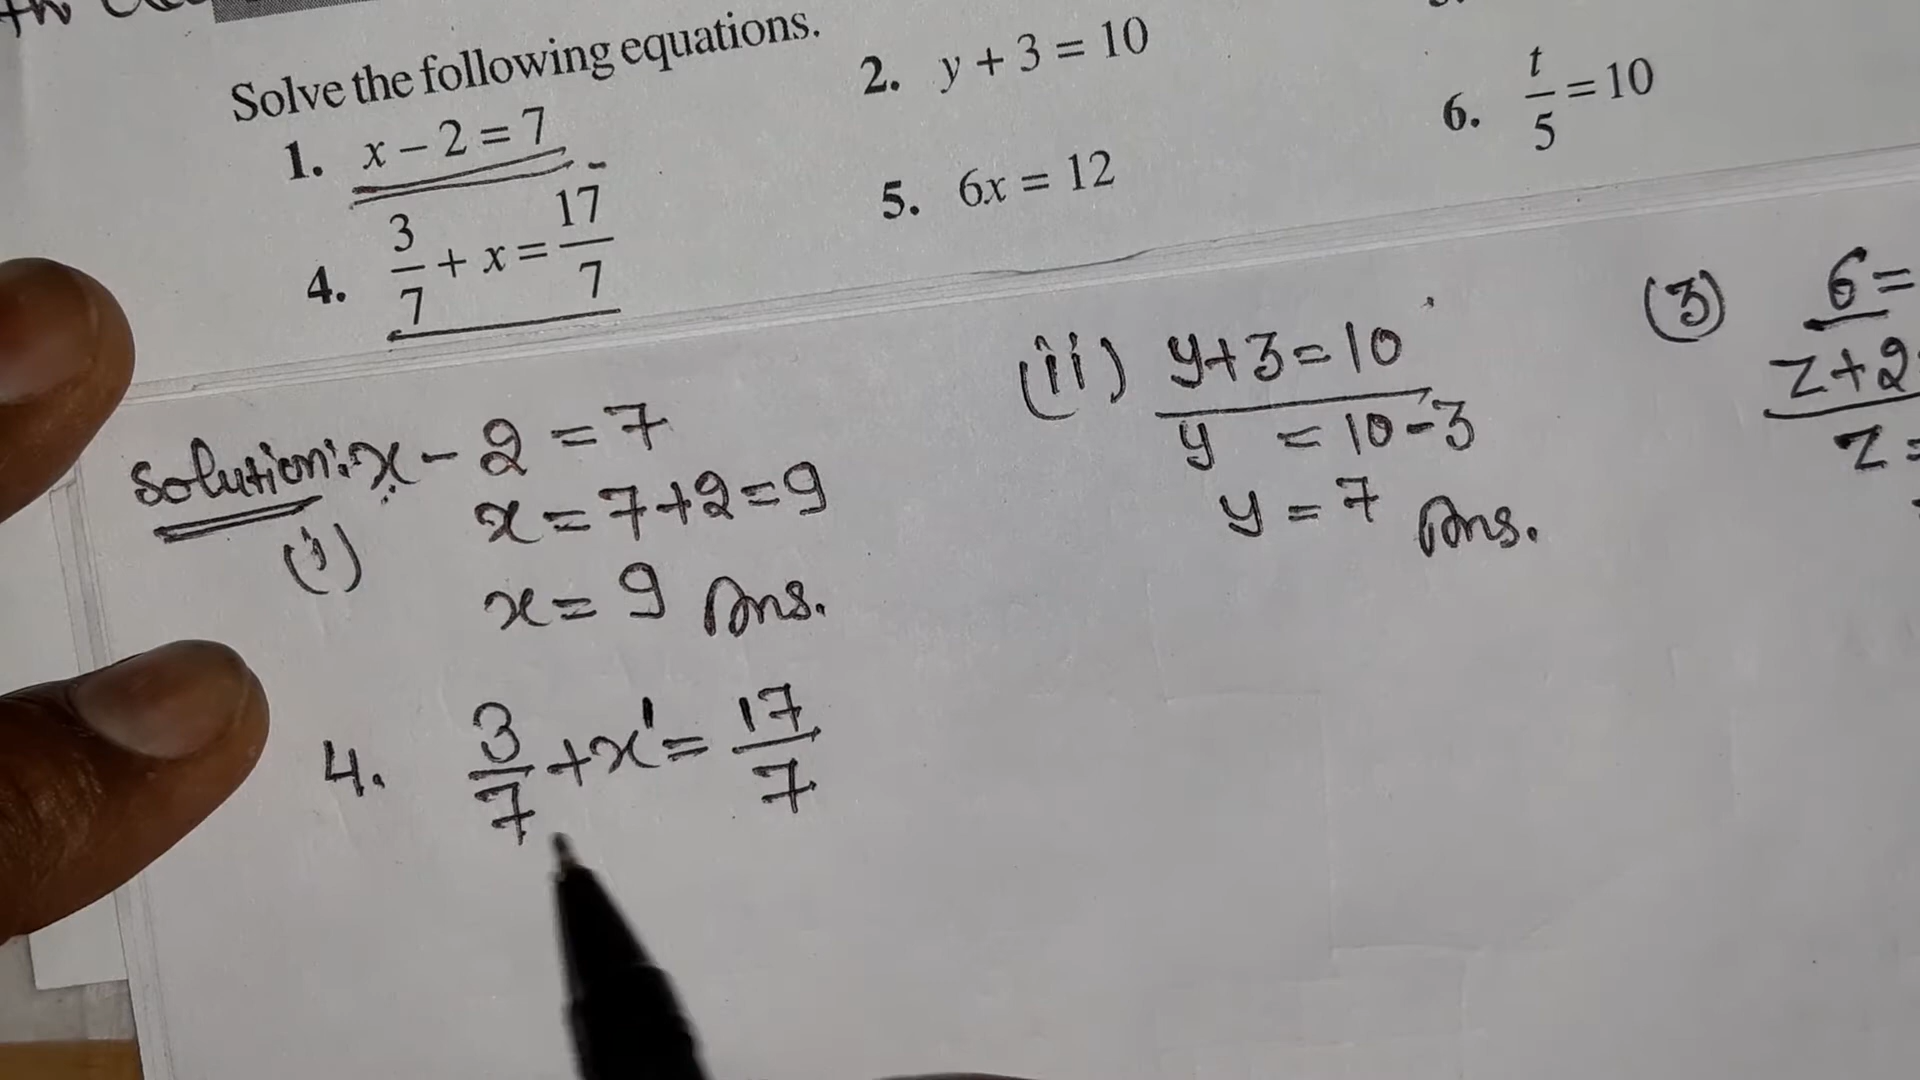 Solve the following equations.
1. x − 2 = 7
2. y + 3 = 10
4. 3/7 + x = 17/7
5. 6x = 12
6. t/5 = 10
Solution:
(i) x - 2 = 7
x = 7+2 = 9
x = 9 Ans.
(ii) y+3=10
y = 10-3
y = 7 Ans.
(3) 6=
z+2
z=
4. 3/7 + x' = 17/7